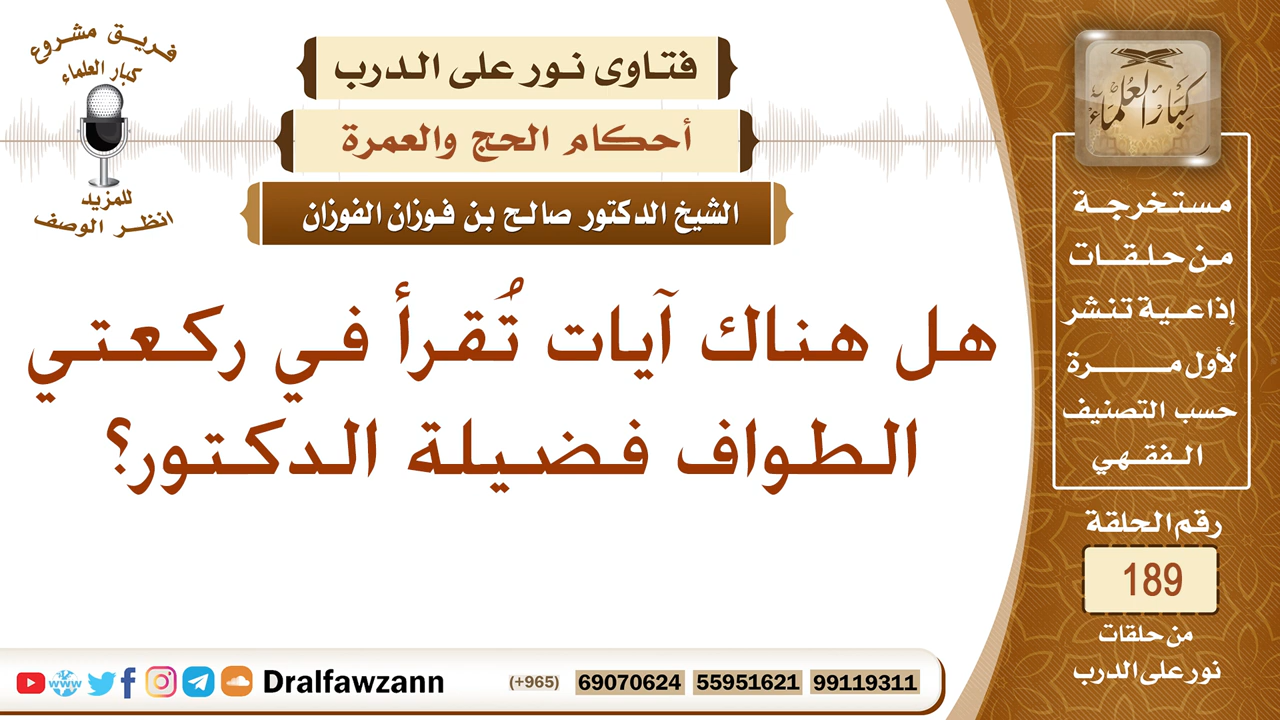 فريق مشروع
كبار العلماء
للمزيد
انظر الوصف
فتاوى نور على الدرب
أحكام الحج والعمرة
الشيخ الدكتور صالح بن فوزان الفوزان
هل هناك آيات تُقرأ في ركعتي
الطواف فضيلة الدكتور؟
كبار العلماء
مستخرجة
من حلقات
إذاعية تنشر
لأول مرة
حسب التصنيف
الفقهي
رقم الحلقة
189
من حلقات
نور على الدرب
www
Dralfawzann (+965) 69070624 55951621 99119311